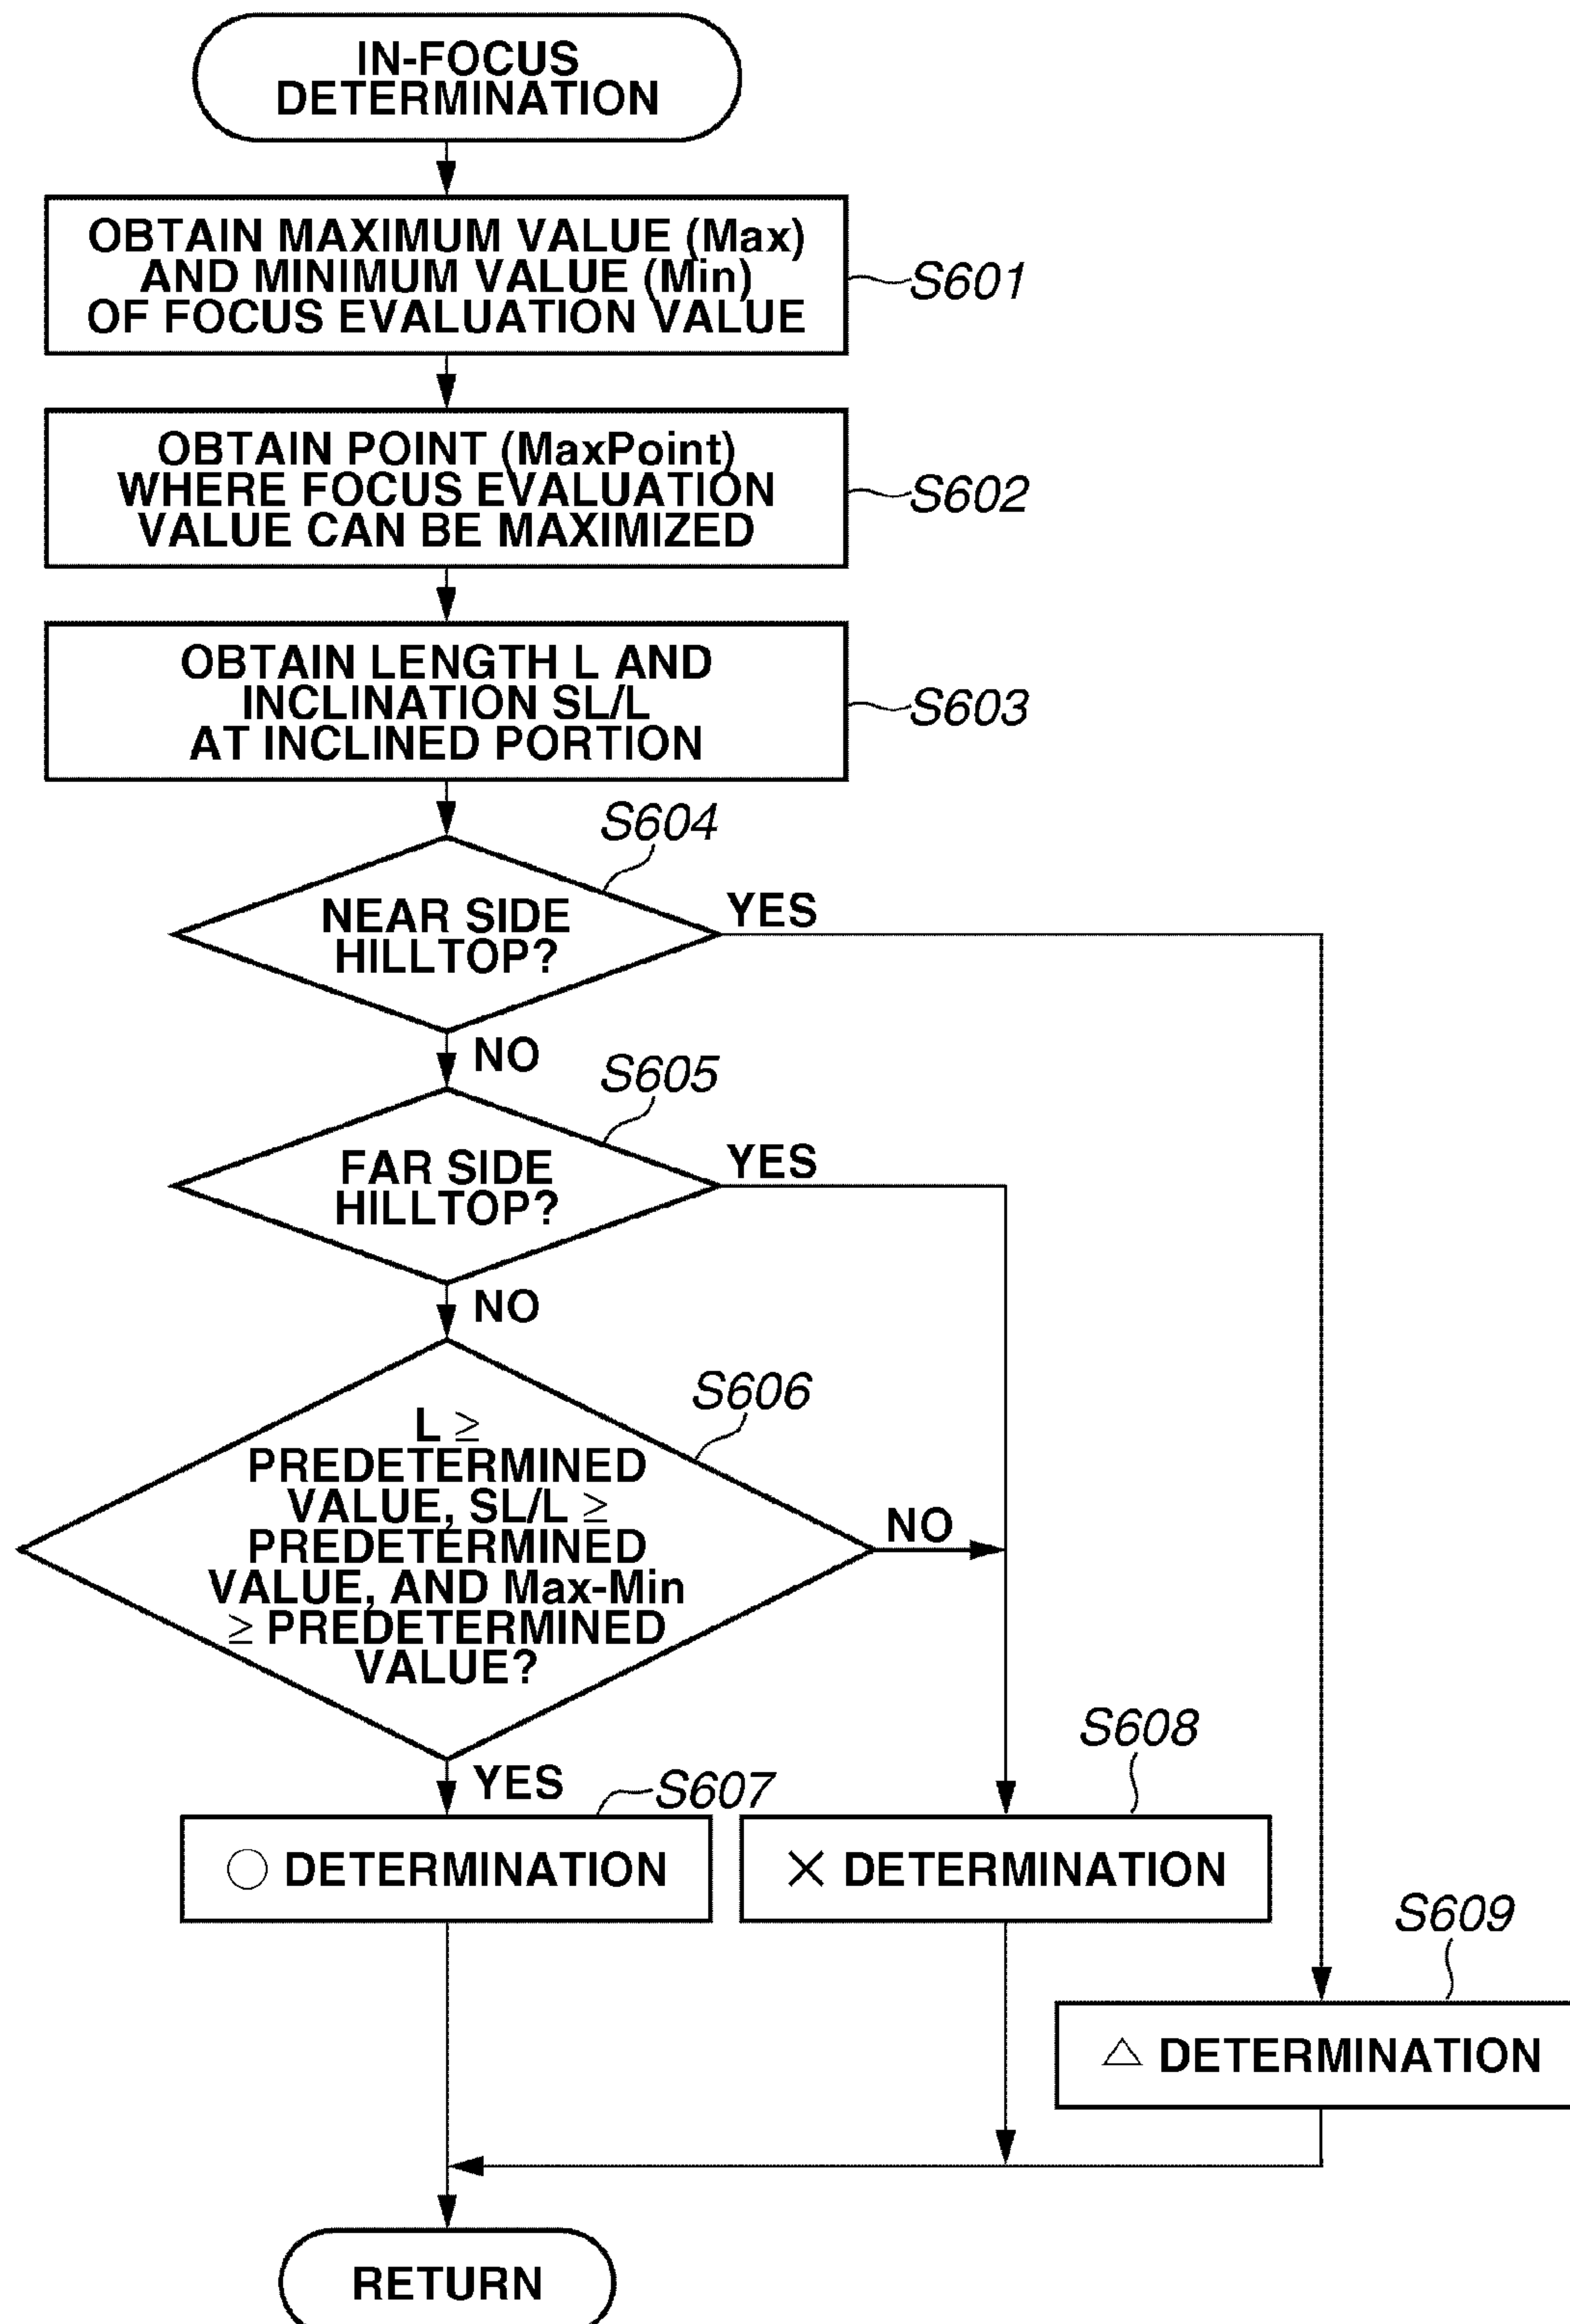 IN-FOCUS
DETERMINATION
OBTAIN MAXIMUM VALUE (Max)
AND MINIMUM VALUE (Min)
OF FOCUS EVALUATION VALUE
S601
OBTAIN POINT (MaxPoint)
WHERE FOCUS EVALUATION
VALUE CAN BE MAXIMIZED
S602
OBTAIN LENGTH L AND
INCLINATION SL/L
AT INCLINED PORTION
S603
S604
NEAR SIDE
HILLTOP?
YES
NO
S605
FAR SIDE
HILLTOP?
YES
NO
S606
L ≥
PREDETERMINED
VALUE, SL/L ≥
PREDETERMINED
VALUE, AND Max-Min
≥ PREDETERMINED
VALUE?
NO
YES
S607
○ DETERMINATION
S608
× DETERMINATION
S609
△ DETERMINATION
RETURN